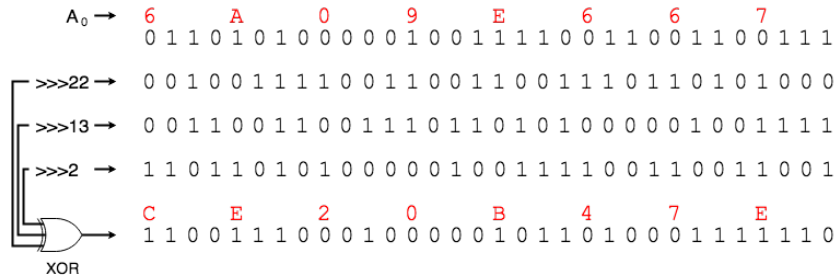 A₀ 6 A 0 9 E 6 6 7
0 1 1 0 1 0 1 0 0 0 0 0 1 0 0 1 1 1 1 0 0 1 1 0 0 1 1 0 0 1 1 1
>>>22 0 0 1 0 0 1 1 1 1 0 0 1 1 0 0 1 1 0 0 1 1 1 0 1 1 0 1 0 1 0 0 0
>>>13 0 0 1 1 0 0 1 1 0 0 1 1 1 0 1 1 0 1 0 1 0 0 0 0 0 1 0 0 1 1 1 1
>>>2 1 1 0 1 1 0 1 0 1 0 0 0 0 0 1 0 0 1 1 1 1 0 0 1 1 0 0 1 1 0 0 1
C E 2 0 B 4 7 E
1 1 0 0 1 1 1 0 0 0 1 0 0 0 0 0 1 0 1 1 0 1 0 0 0 1 1 1 1 1 1 0
XOR